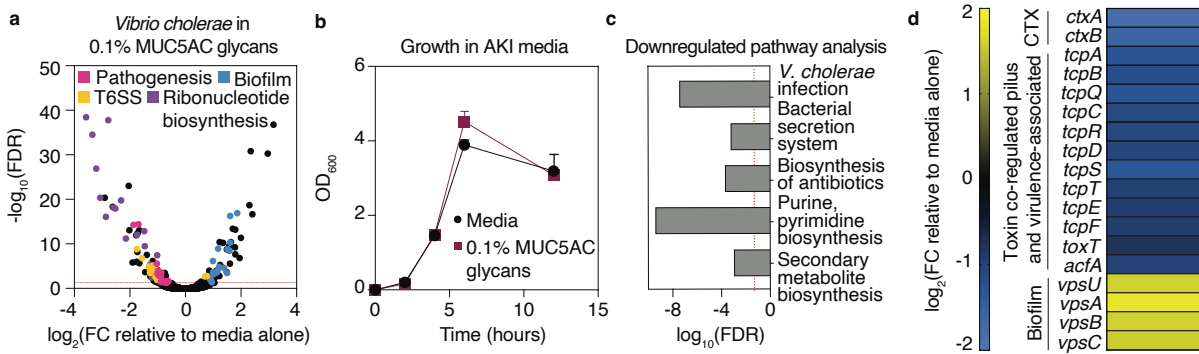 a
Vibrio cholerae in
0.1% MUC5AC glycans
Pathogenesis
Biofilm
T6SS
Ribonucleotide
biosynthesis
-log10(FDR)
50
40
30
20
10
0
-4
-2
0
2
4
log2(FC relative to media alone)
b
Growth in AKI media
OD600
6
4
2
0
0
5
10
15
Time (hours)
Media
0.1% MUC5AC
glycans
c
Downregulated pathway analysis
V. cholerae
infection
Bacterial
secretion
system
Biosynthesis
of antibiotics
Purine,
pyrimidine
biosynthesis
Secondary
metabolite
biosynthesis
-8
-4
0
log10(FDR)
d
log2(FC relative to media alone)
2
1
0
-1
-2
CTX
Toxin co-regulated pilus
and virulence-associated
Biofilm
ctxA
ctxB
tcpA
tcpB
tcpQ
tcpC
tcpR
tcpD
tcpS
tcpT
tcpE
tcpF
toxT
acfA
vpsU
vpsA
vpsB
vpsC